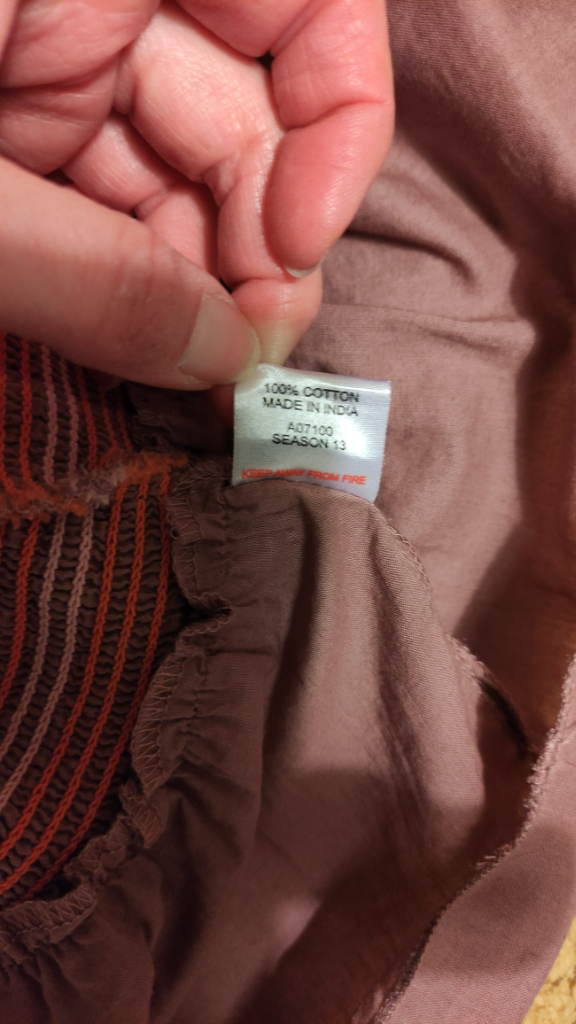 100% COTTON
MADE IN INDIA
A07100
SEASON 13
KEEP AWAY FROM FIRE